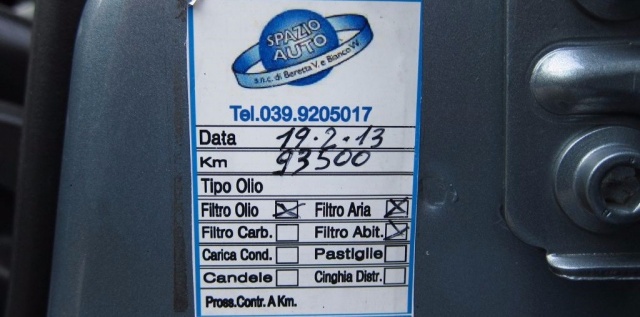 SPAZIO
AUTO
s.n.c. di Beretta V. e Bianco W.
Tel.039.9205017
Data 19.2.13
Km 93500
Tipo Olio
Filtro Olio Filtro Aria
Filtro Carb. Filtro Abit.
Carica Cond. Pastiglie
Candele Cinghia Distr.
Pross.Contr. A Km.